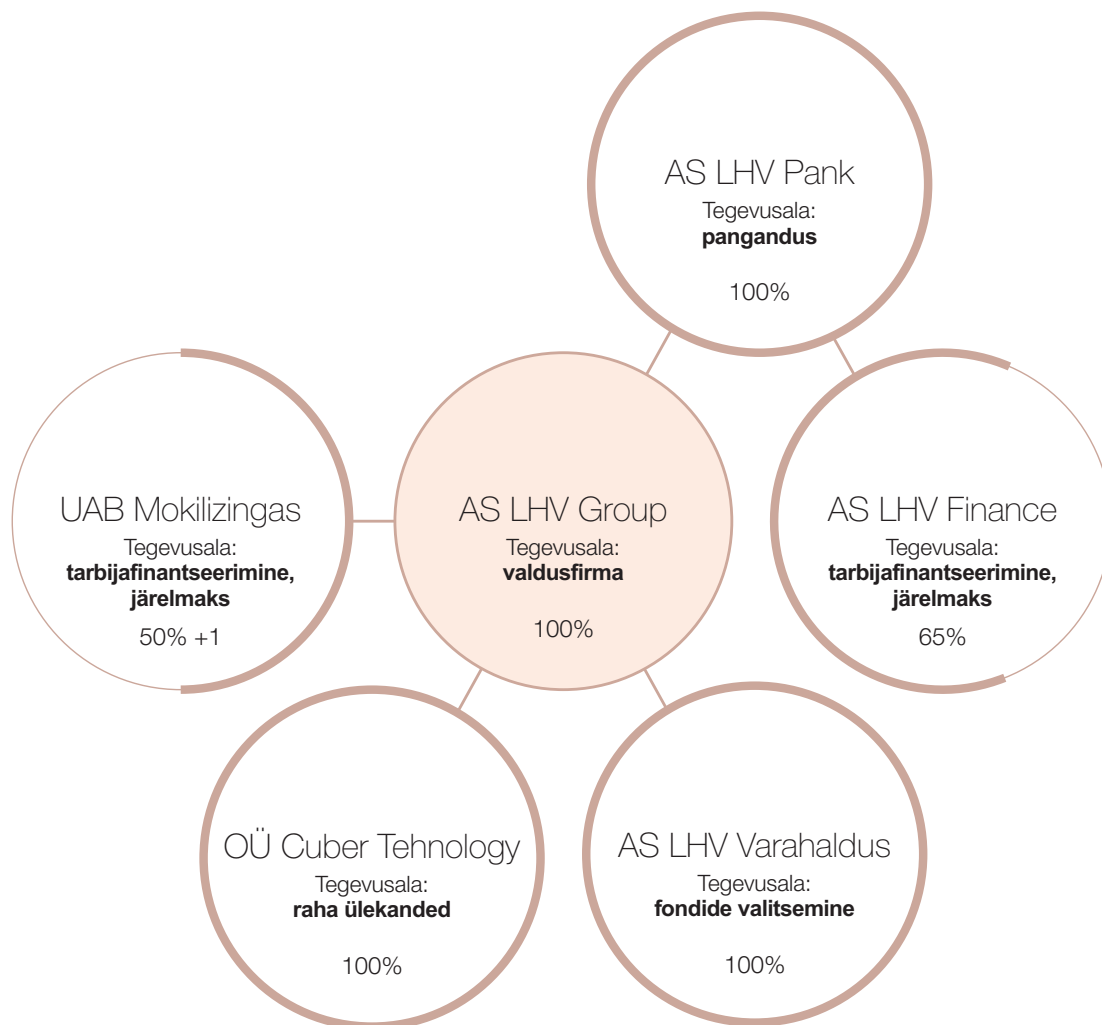 AS LHV Pank
Tegevusala:
pangandus
100%
UAB Mokilizingas
Tegevusala:
tarbijafinantseerimine,
järelmaks
50% +1
AS LHV Group
Tegevusala:
valdusfirma
100%
AS LHV Finance
Tegevusala:
tarbijafinantseerimine,
järelmaks
65%
OÜ Cuber Tehnology
Tegevusala:
raha ülekanded
100%
AS LHV Varahaldus
Tegevusala:
fondide valitsemine
100%